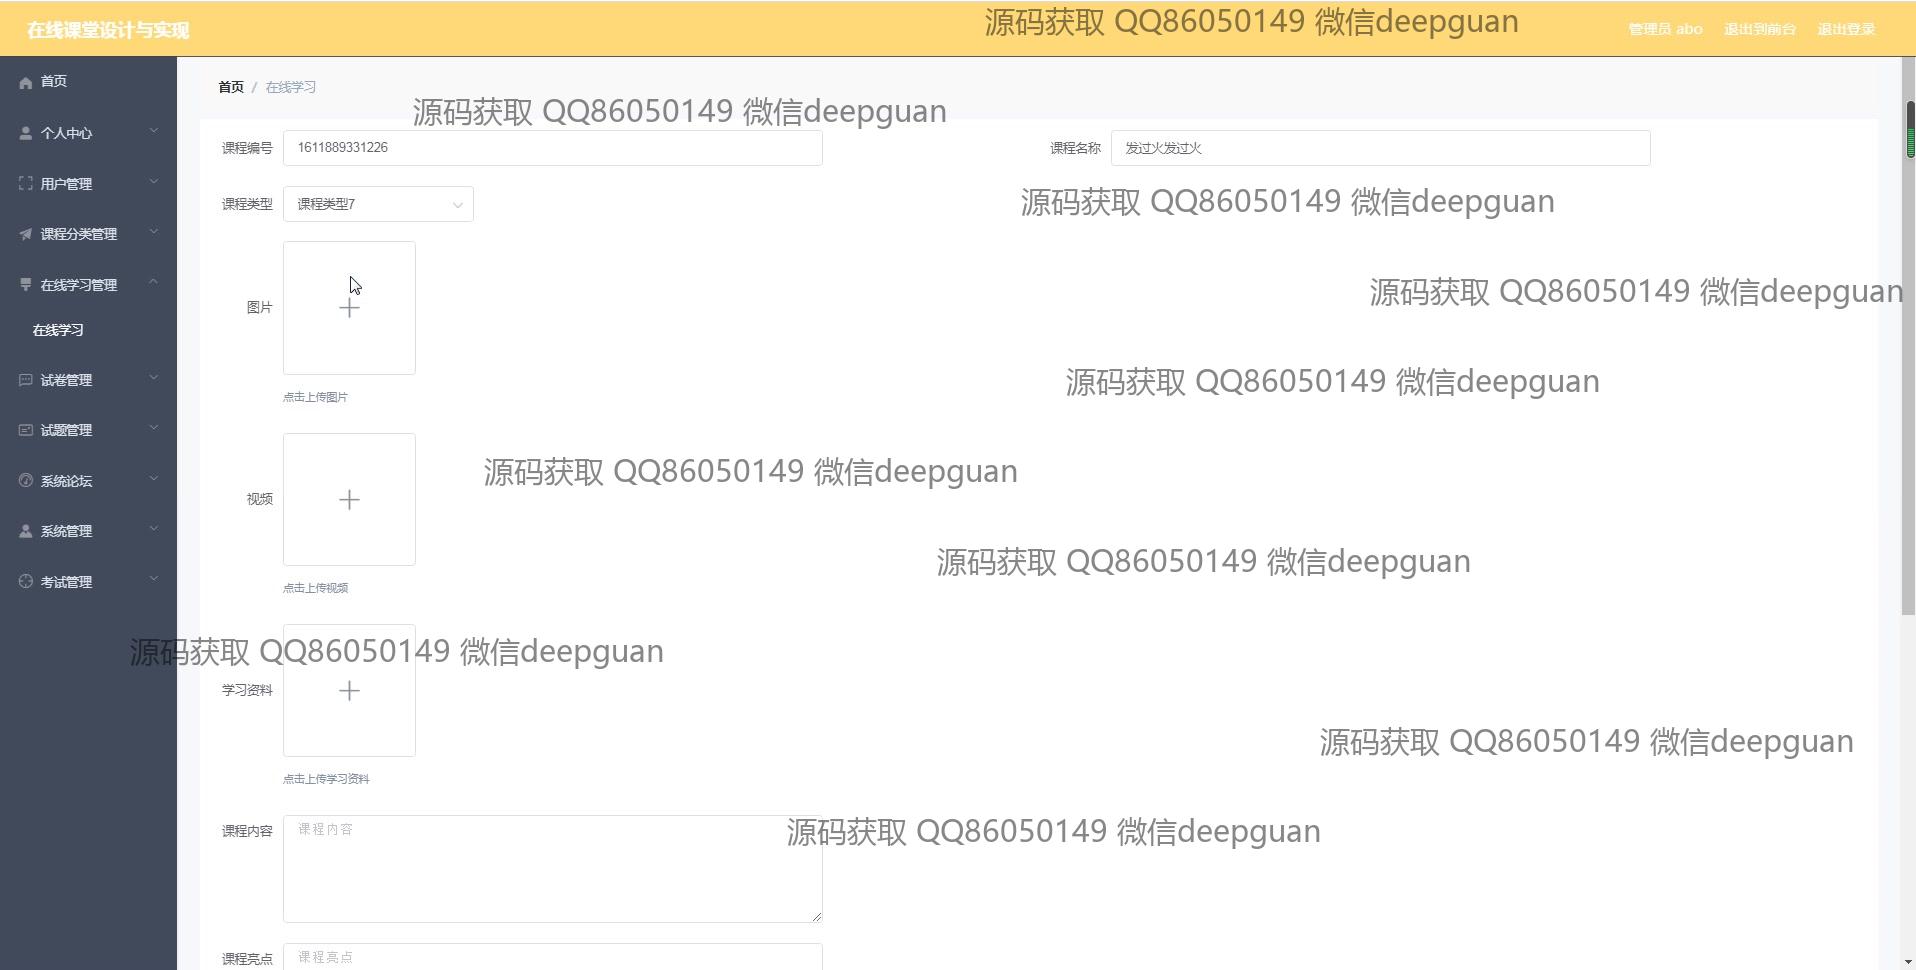 在线课堂设计与实现
源码获取 QQ86050149 微信deepguan
管理员 abo
退出到前台
退出登录
首页
个人中心
用户管理
课程分类管理
在线学习管理
在线学习
试卷管理
试题管理
系统论坛
系统管理
考试管理
首页 / 在线学习
源码获取 QQ86050149 微信deepguan
课程编号 1611889331226
课程名称 发过火发过火
课程类型 课程类型7
源码获取 QQ86050149 微信deepguan
源码获取 QQ86050149 微信deepguan
图片
源码获取 QQ86050149 微信deepguan
点击上传图片
源码获取 QQ86050149 微信deepguan
视频
源码获取 QQ86050149 微信deepguan
点击上传视频
源码获取 QQ86050149 微信deepguan
学习资料
源码获取 QQ86050149 微信deepguan
点击上传学习资料
课程内容 课程内容
源码获取 QQ86050149 微信deepguan
课程亮点 课程亮点